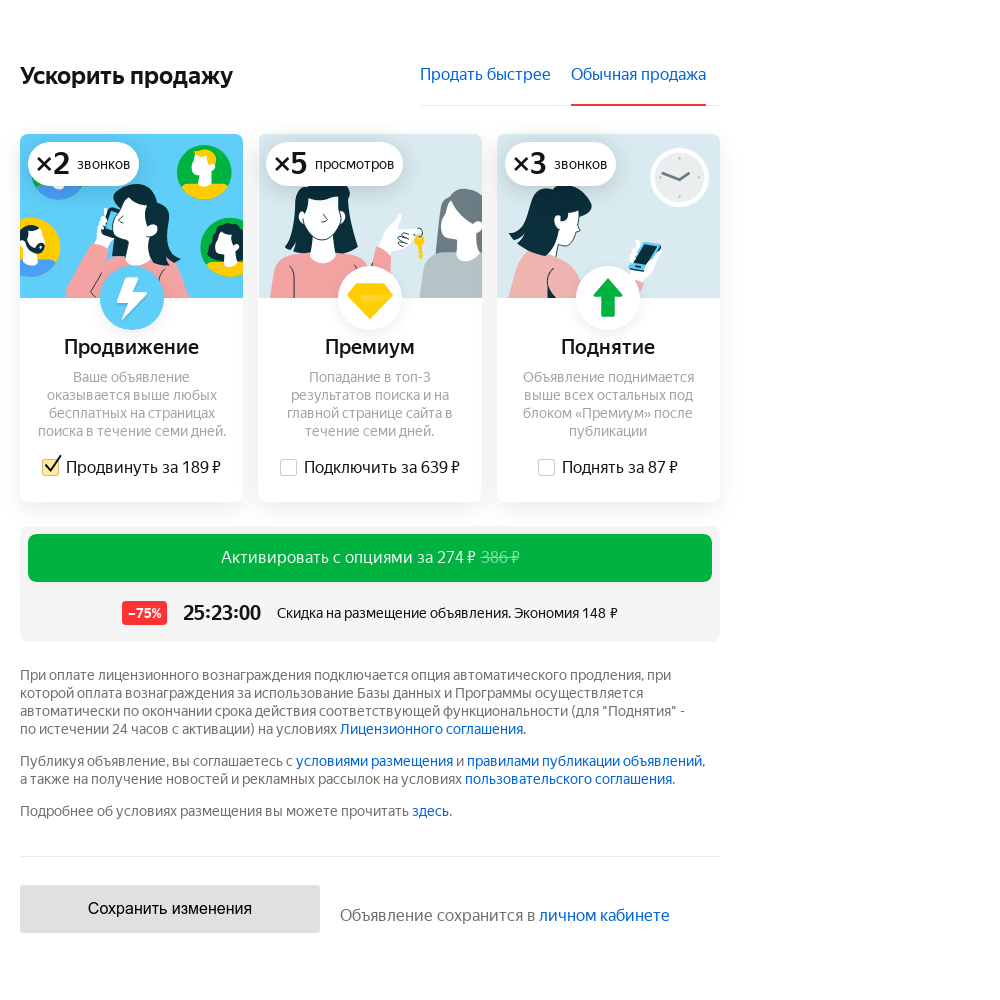 Ускорить продажу
Продать быстрее
Обычная продажа
×2 звонков
×5 просмотров
×3 звонков
Продвижение
Ваше объявление
оказывается выше любых
бесплатных на страницах
поиска в течение семи дней.
Продвинуть за 189 ₽
Премиум
Попадание в топ-3
результатов поиска и на
главной странице сайта в
течение семи дней.
Подключить за 639 ₽
Поднятие
Объявление поднимается
выше всех остальных под
блоком «Премиум» после
публикации
Поднять за 87 ₽
Активировать с опциями за 274 ₽ 386 ₽
−75% 25:23:00 Скидка на размещение объявления. Экономия 148 ₽
При оплате лицензионного вознаграждения подключается опция автоматического продления, при
которой оплата вознаграждения за использование Базы данных и Программы осуществляется
автоматически по окончании срока действия соответствующей функциональности (для "Поднятия" -
по истечении 24 часов с активации) на условиях Лицензионного соглашения.
Публикуя объявление, вы соглашаетесь с условиями размещения и правилами публикации объявлений,
а также на получение новостей и рекламных рассылок на условиях пользовательского соглашения.
Подробнее об условиях размещения вы можете прочитать здесь.
Сохранить изменения
Объявление сохранится в личном кабинете